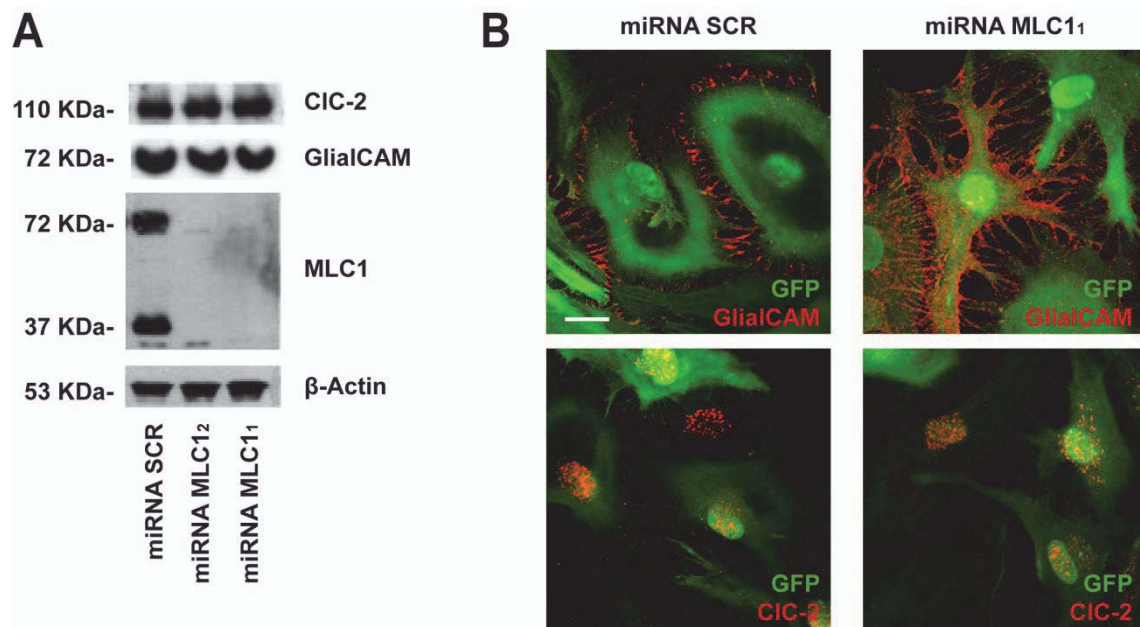 A
110 KDa-
ClC-2
72 KDa-
GlialCAM
72 KDa-
MLC1
37 KDa-
53 KDa-
β-Actin
miRNA SCR
miRNA MLC1₂
miRNA MLC1₁
B
miRNA SCR
miRNA MLC1₁
GFP
GlialCAM
GFP
GlialCAM
GFP
ClC-2
GFP
ClC-2